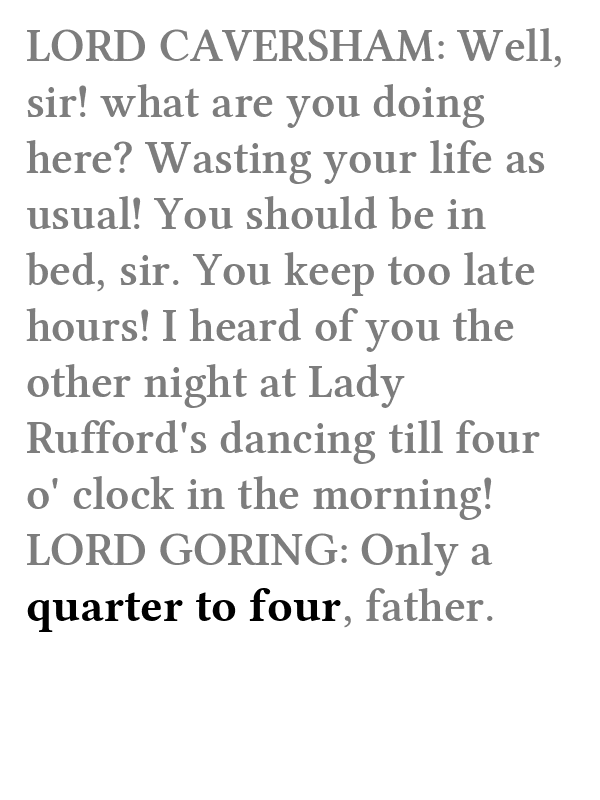 LORD CAVERSHAM: Well,
sir! what are you doing
here? Wasting your life as
usual! You should be in
bed, sir. You keep too late
hours! I heard of you the
other night at Lady
Rufford's dancing till four
o' clock in the morning!
LORD GORING: Only a
quarter to four, father.